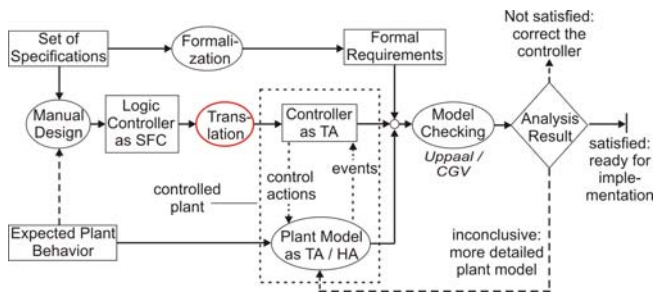 Set of
Specifications
Formali-
zation
Formal
Requirements
Not satisfied:
correct the
controller
Manual
Design
Logic
Controller
as SFC
Trans-
lation
Controller
as TA
Model
Checking
Uppaal /
CGV
Analysis
Result
satisfied:
ready for
imple-
mentation
controlled
plant
control
actions
events
Expected Plant
Behavior
Plant Model
as TA / HA
inconclusive:
more detailed
plant model